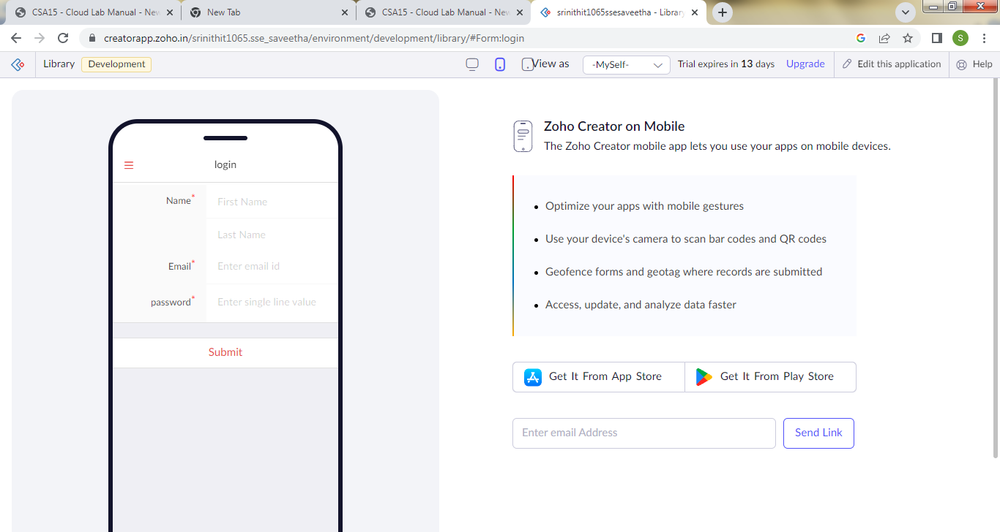 CSA15 - Cloud Lab Manual - New
New Tab
CSA15 - Cloud Lab Manual - New
srinithit1065ssesaveetha - Library
creatorapp.zoho.in/srinithit1065.sse_saveetha/environment/development/library/#Form:login
S
Library
Development
View as
-MySelf-
Trial expires in 13 days
Upgrade
Edit this application
Help
login
Name*
First Name
Last Name
Email*
Enter email id
password*
Enter single line value
Submit
Zoho Creator on Mobile
The Zoho Creator mobile app lets you use your apps on mobile devices.
Optimize your apps with mobile gestures
Use your device's camera to scan bar codes and QR codes
Geofence forms and geotag where records are submitted
Access, update, and analyze data faster
Get It From App Store
Get It From Play Store
Enter email Address
Send Link